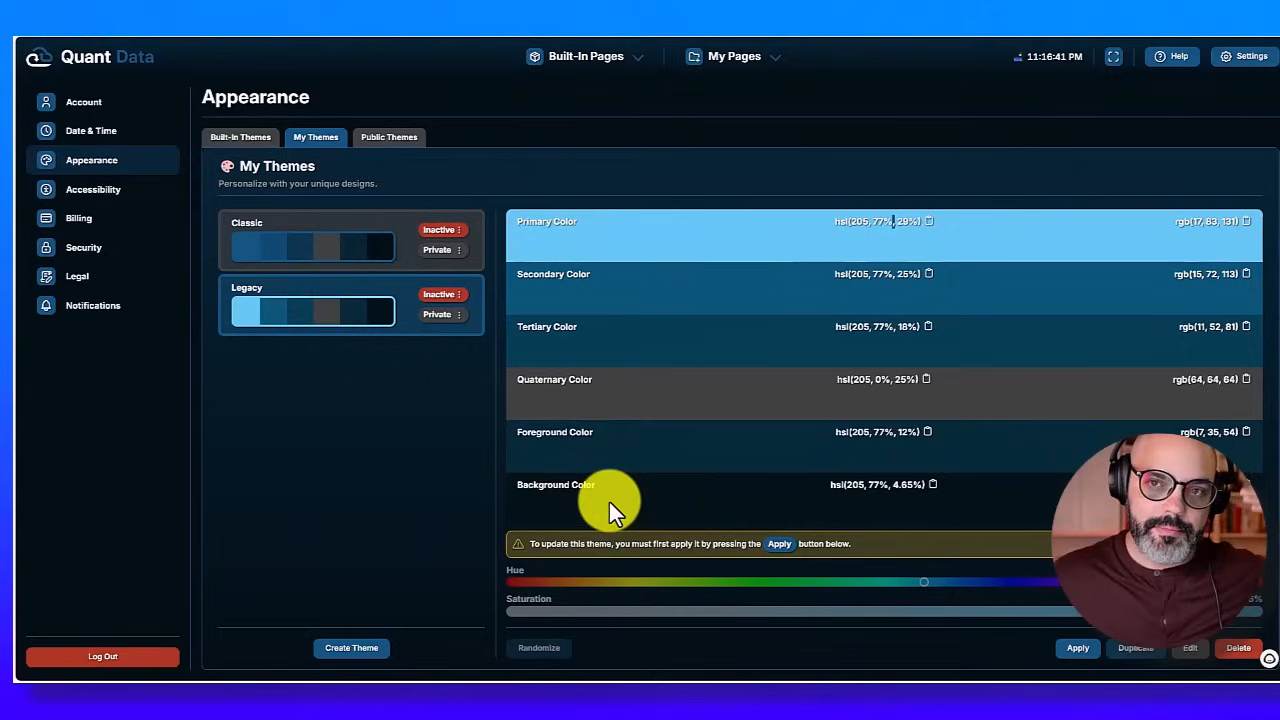 Quant Data
Built-In Pages
My Pages
11:16:41 PM
Help
Settings
Account
Date & Time
Appearance
Accessibility
Billing
Security
Legal
Notifications
Log Out
Appearance
Built-In Themes
My Themes
Public Themes
My Themes
Personalize with your unique designs.
Classic
Inactive
Private
Legacy
Inactive
Private
Create Theme
Primary Color hsl(205, 77%, 29%) rgb(17, 83, 131)
Secondary Color hsl(205, 77%, 25%) rgb(15, 72, 113)
Tertiary Color hsl(205, 77%, 18%) rgb(11, 52, 81)
Quaternary Color hsl(205, 0%, 25%) rgb(64, 64, 64)
Foreground Color hsl(205, 77%, 12%) rgb(7, 35, 54)
Background Color hsl(205, 77%, 4.65%)
To update this theme, you must first apply it by pressing the Apply button below.
Hue
Saturation
Randomize
Apply
Duplicate
Edit
Delete